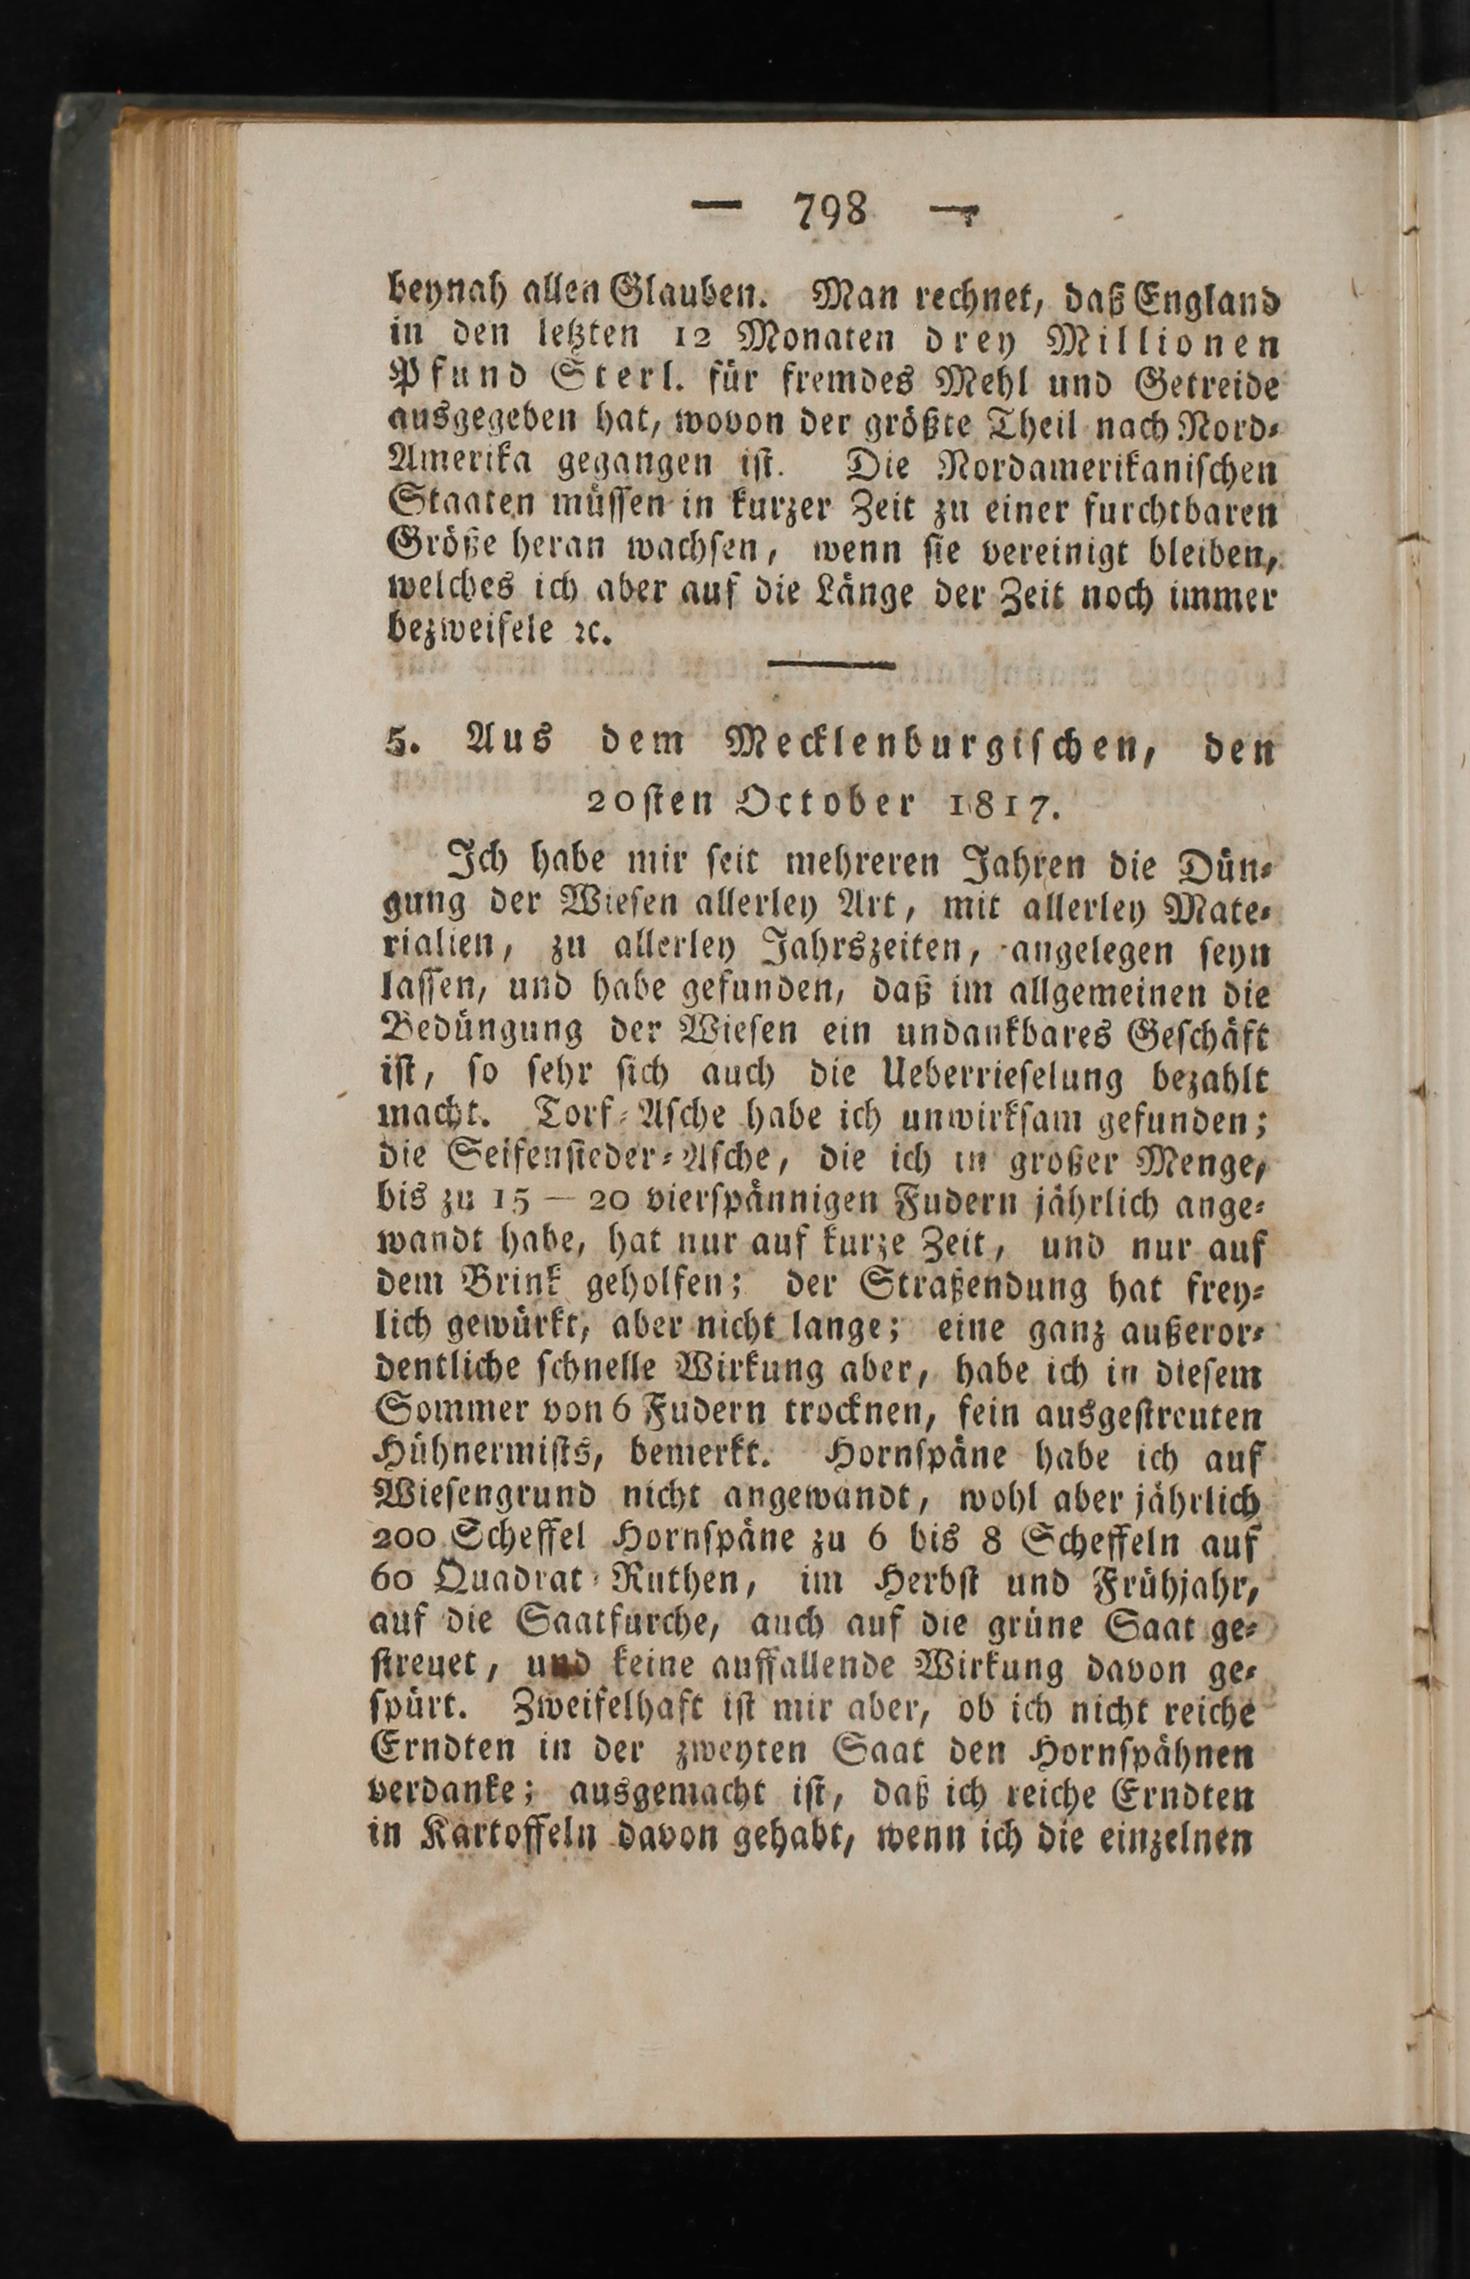 — 798 —
beynah allen Glauben. Man rechnet, daß England
in den letzten 12 Monaten drey Millionen
Pfund Sterl. für fremdes Mehl und Getreide
ausgegeben hat, wovon der größte Theil nach Nord-
Amerika gegangen ist. Die Nordamerikanischen
Staaten müssen in kurzer Zeit zu einer furchtbaren
Größe heran wachsen, wenn sie vereinigt bleiben,
welches ich aber auf die Länge der Zeit noch immer
bezweifele ꝛc.
5. Aus dem Mecklenburgischen, den
20sten October 1817.
Ich habe mir seit mehreren Jahren die Dün-
gung der Wiesen allerley Art, mit allerley Mate-
rialien, zu allerley Jahrszeiten, angelegen seyn
lassen, und habe gefunden, daß im allgemeinen die
Bedüngung der Wiesen ein undankbares Geschäft
ist, so sehr sich auch die Ueberrieselung bezahlt
macht. Torf-Asche habe ich unwirksam gefunden;
die Seifensieder-Asche, die ich in großer Menge,
bis zu 15 — 20 vierspännigen Fudern jährlich ange-
wandt habe, hat nur auf kurze Zeit, und nur auf
dem Brink geholfen; der Straßendung hat frey-
lich gewürkt, aber nicht lange; eine ganz außeror-
dentliche schnelle Wirkung aber, habe ich in diesem
Sommer von 6 Fudern trocknen, fein ausgestreuten
Hühnermists, bemerkt. Hornspäne habe ich auf
Wiesengrund nicht angewandt, wohl aber jährlich
200 Scheffel Hornspäne zu 6 bis 8 Scheffeln auf
60 Quadrat-Ruthen, im Herbst und Frühjahr,
auf die Saatfurche, auch auf die grüne Saat ge-
streuet, und keine auffallende Wirkung davon ge-
spürt. Zweifelhaft ist mir aber, ob ich nicht reiche
Erndten in der zweyten Saat den Hornspähnen
verdanke; ausgemacht ist, daß ich reiche Erndten
in Kartoffeln davon gehabt, wenn ich die einzelnen